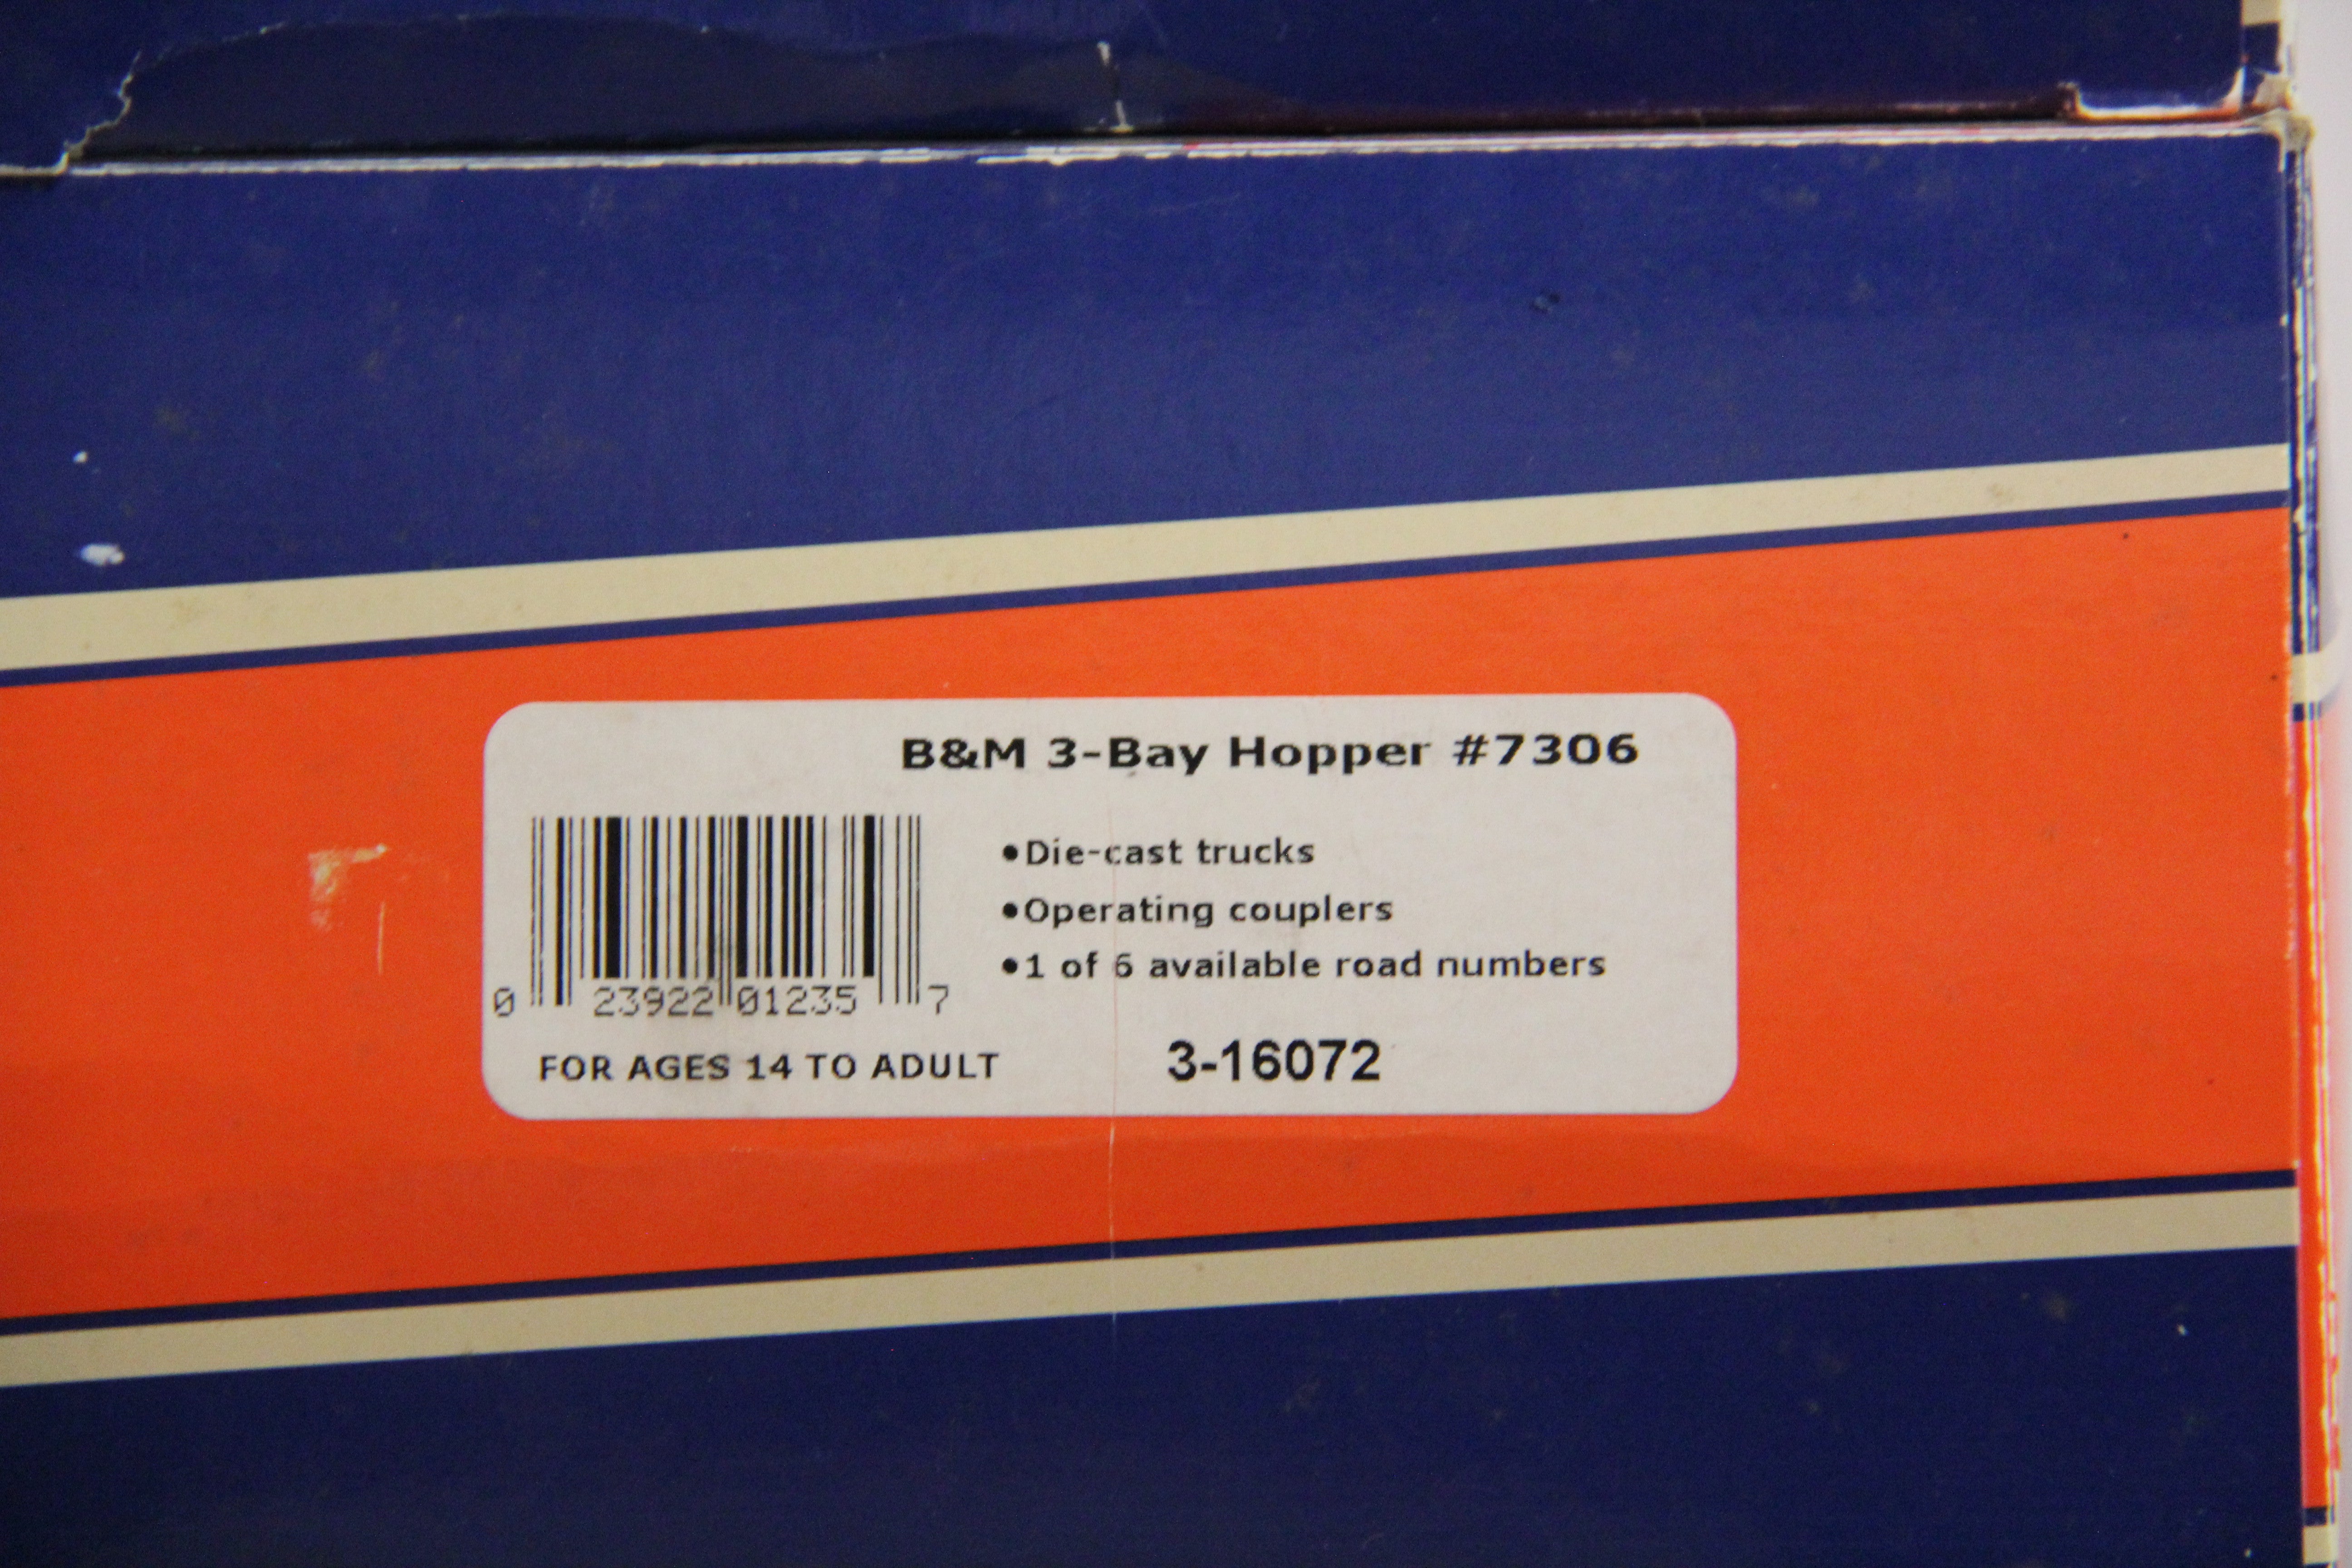 B&M 3-Bay Hopper #7306
•Die-cast trucks
•Operating couplers
•1 of 6 available road numbers
0 23922 01235 7
FOR AGES 14 TO ADULT
3-16072